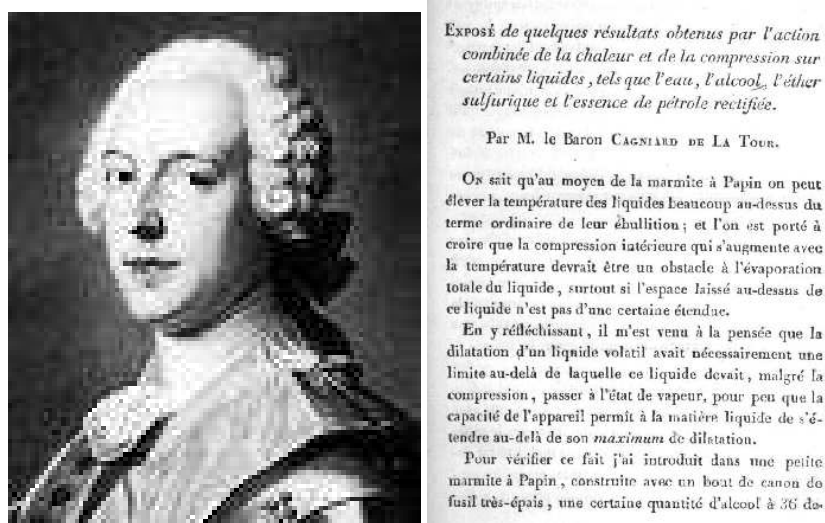 Exposé de quelques résultats obtenus par l'action
combinée de la chaleur et de la compression sur
certains liquides, tels que l'eau, l'alcool, l'éther
sulfurique et l'essence de pétrole rectifiée.
Par M. le Baron Cagniard de La Tour.
On sait qu'au moyen de la marmite à Papin on peut
élever la température des liquides beaucoup au-dessus du
terme ordinaire de leur ébullition; et l'on est porté à
croire que la compression intérieure qui s'augmente avec
la température devrait être un obstacle à l'évaporation
totale du liquide, surtout si l'espace laissé au-dessus de
ce liquide n'est pas d'une certaine étendue.
En y réfléchissant, il m'est venu à la pensée que la
dilatation d'un liquide volatil avait nécessairement une
limite au-delà de laquelle ce liquide devait, malgré la
compression, passer à l'état de vapeur, pour peu que la
capacité de l'appareil permît à la matière liquide de s'é-
tendre au-delà de son maximum de dilatation.
Pour vérifier ce fait j'ai introduit dans une petite
marmite à Papin, construite avec un bout de canon de
fusil très-épais, une certaine quantité d'alcool à 36 de-